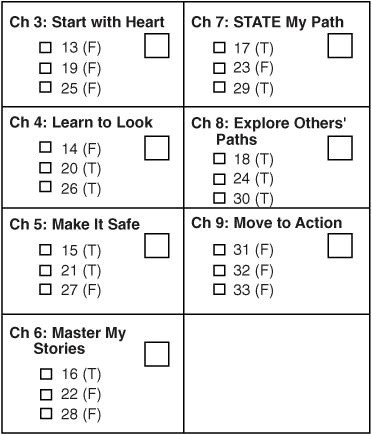 Ch 3: Start with Heart
13 (F)
19 (F)
25 (F)
Ch 4: Learn to Look
14 (F)
20 (T)
26 (T)
Ch 5: Make It Safe
15 (T)
21 (T)
27 (F)
Ch 6: Master My
Stories
16 (T)
22 (F)
28 (F)
Ch 7: STATE My Path
17 (T)
23 (F)
29 (T)
Ch 8: Explore Others'
Paths
18 (T)
24 (T)
30 (T)
Ch 9: Move to Action
31 (F)
32 (F)
33 (F)